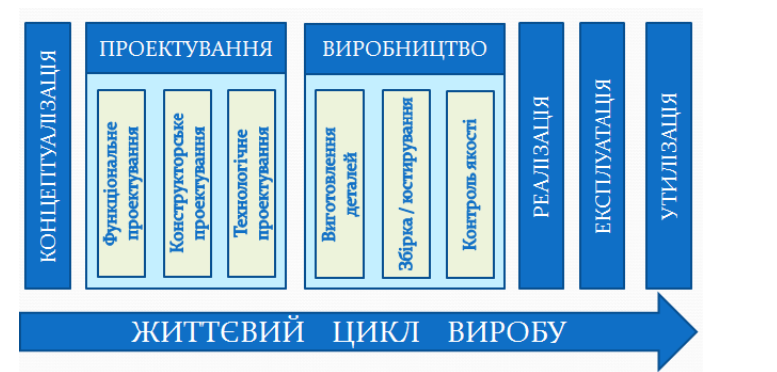 КОНЦЕПТУАЛІЗАЦІЯ
ПРОЕКТУВАННЯ
Функціональне
проектування
Конструкторське
проектування
Технологічне
проектування
ВИРОБНИЦТВО
Виготовлення
деталей
Збірка / юстирування
Контроль якості
РЕАЛІЗАЦІЯ
ЕКСПЛУАТАЦІЯ
УТИЛІЗАЦІЯ
ЖИТТЄВИЙ ЦИКЛ ВИРОБУ